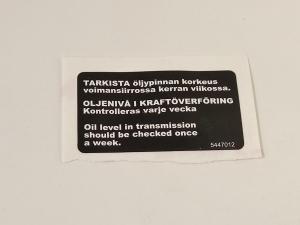 TARKISTA öljypinnan korkeus
voimansiirrossa kerran viikossa.
OLJENIVÅ I KRAFTÖVERFÖRING
Kontrolleras varje vecka
Oil level in transmission
should be checked once
a week.
5447012